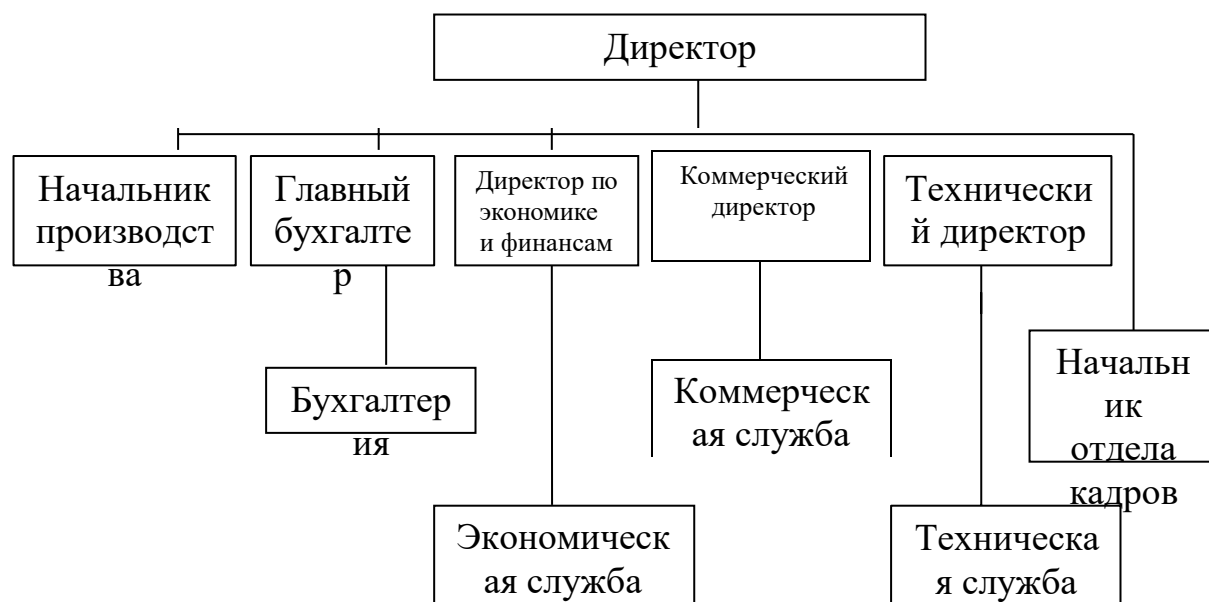 Директор
Начальник
производст
ва
Главный
бухгалте
р
Директор по
экономике
и финансам
Коммерческий
директор
Технически
й директор
Бухгалтер
ия
Коммерческ
ая служба
Начальн
ик
отдела
кадров
Экономическ
ая служба
Техническа
я служба